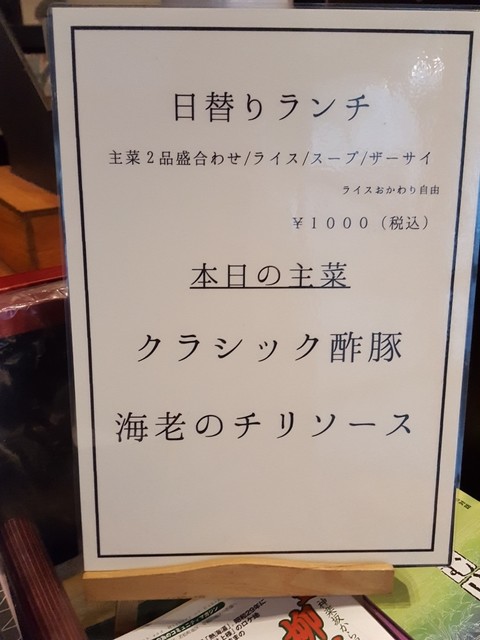 日替りランチ
主菜２品盛合わせ/ライス/スープ/ザーサイ
ライスおかわり自由
￥１０００（税込）
本日の主菜
クラシック酢豚
海老のチリソース